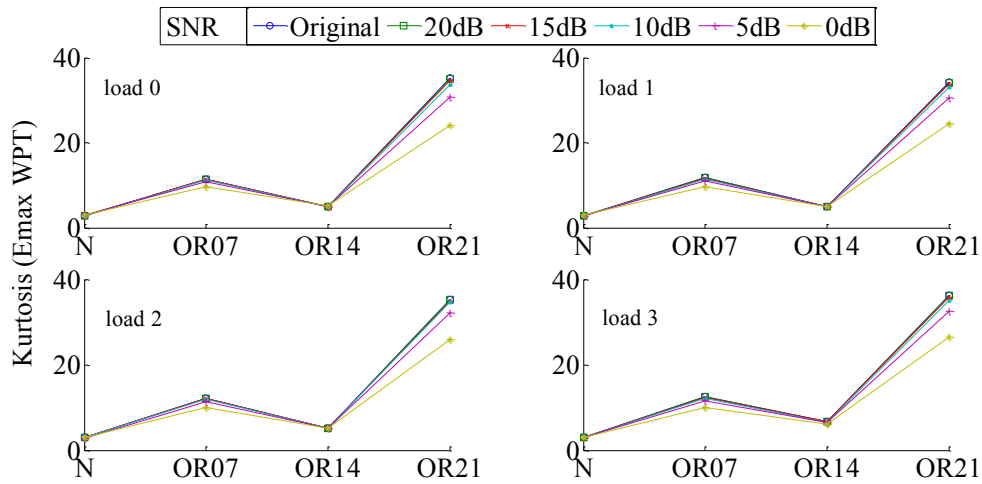 SNR Original 20dB 15dB 10dB 5dB 0dB
Kurtosis (Emax WPT)
40
20
0
load 0
N OR07 OR14 OR21
40
20
0
load 1
N OR07 OR14 OR21
40
20
0
load 2
N OR07 OR14 OR21
40
20
0
load 3
N OR07 OR14 OR21